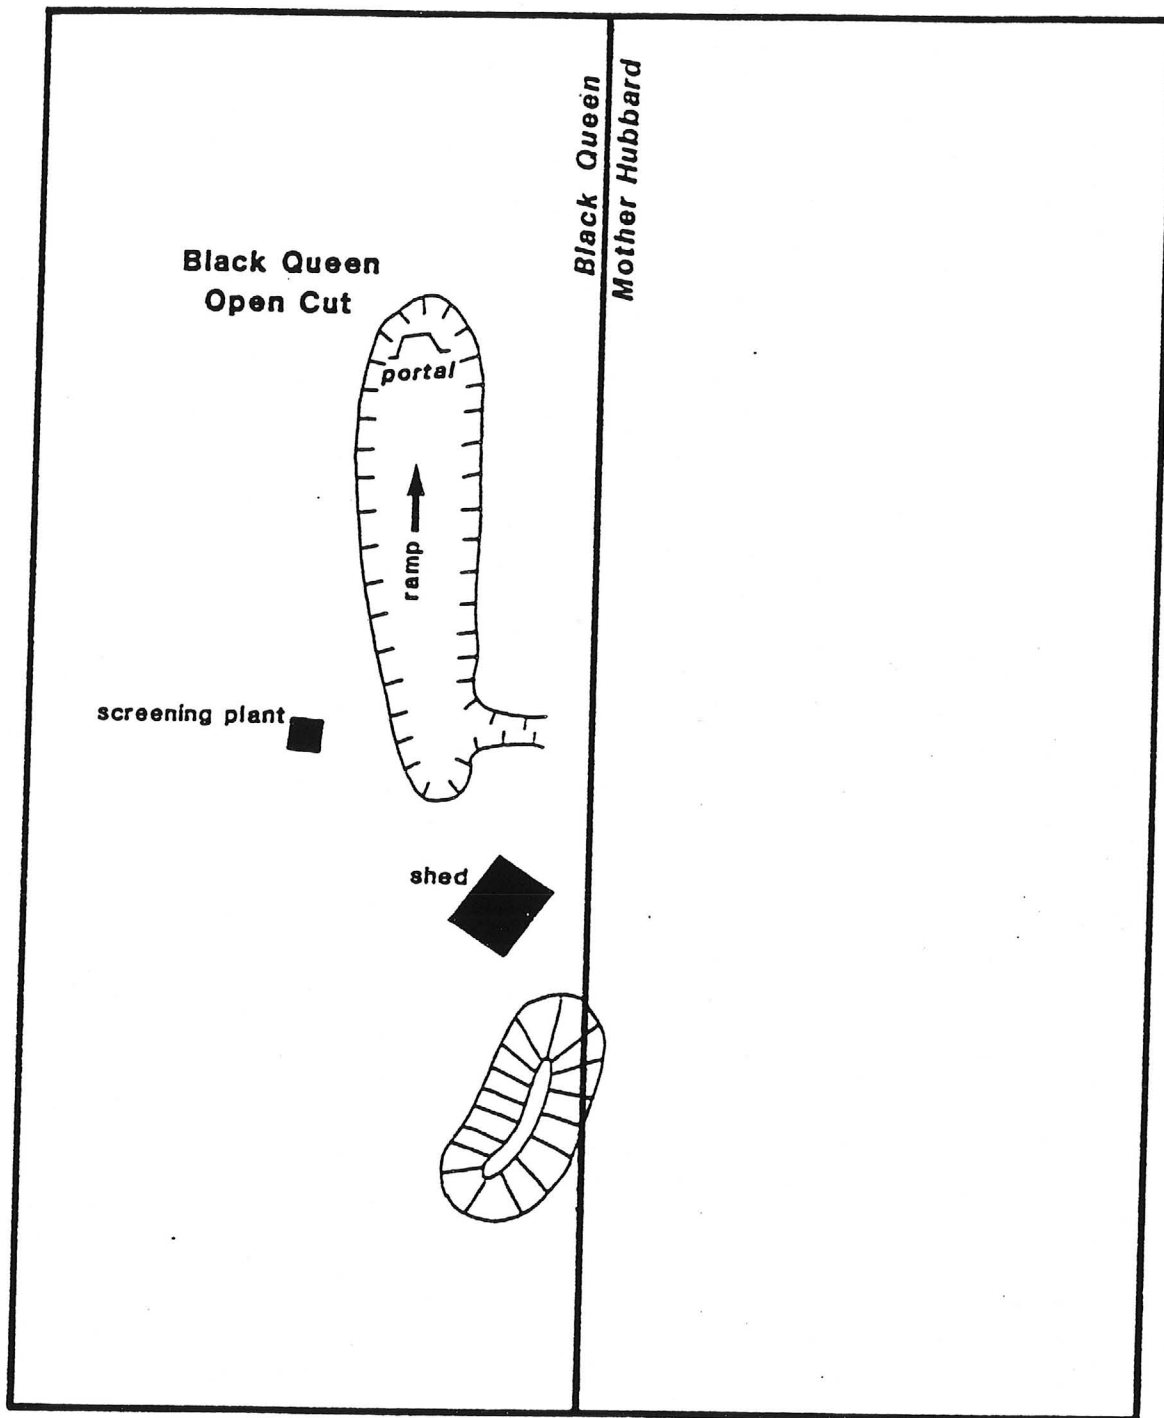 Black Queen
Mother Hubbard
Black Queen
Open Cut
portal
ramp
screening plant
shed